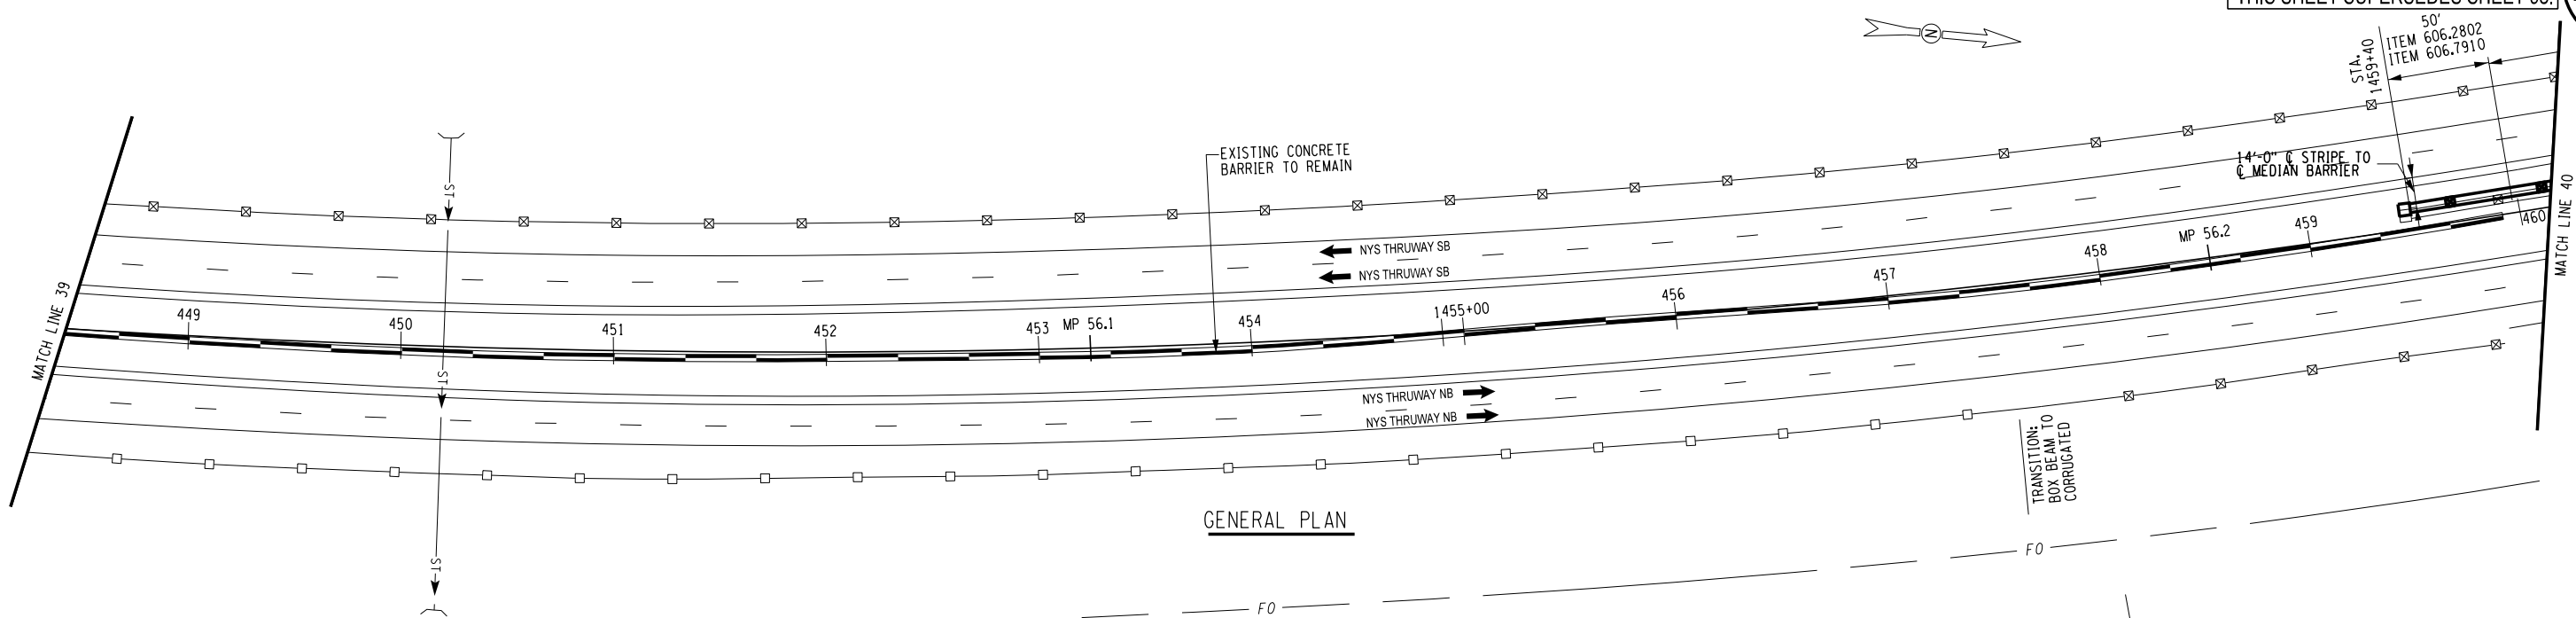 THIS SHEET SUPERSEDES SHEET
N
50'
ITEM 606.2802
ITEM 606.7910
STA.
1459+40
EXISTING CONCRETE
BARRIER TO REMAIN
14'-0" ℄ STRIPE TO
℄ MEDIAN BARRIER
ST
NYS THRUWAY SB
NYS THRUWAY SB
MATCH LINE 39
449
450
451
452
453
MP 56.1
454
1455+00
456
457
458
MP 56.2
459
460
MATCH LINE 40
ST
NYS THRUWAY NB
NYS THRUWAY NB
TRANSITION:
BOX BEAM TO
CORRUGATED
GENERAL PLAN
ST
FO
FO